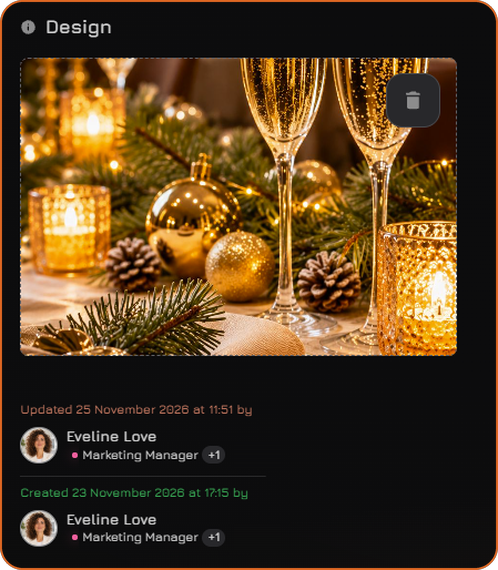 Design
Updated 25 November 2026 at 11:51 by
Eveline Love
Marketing Manager +1
Created 23 November 2026 at 17:15 by
Eveline Love
Marketing Manager +1